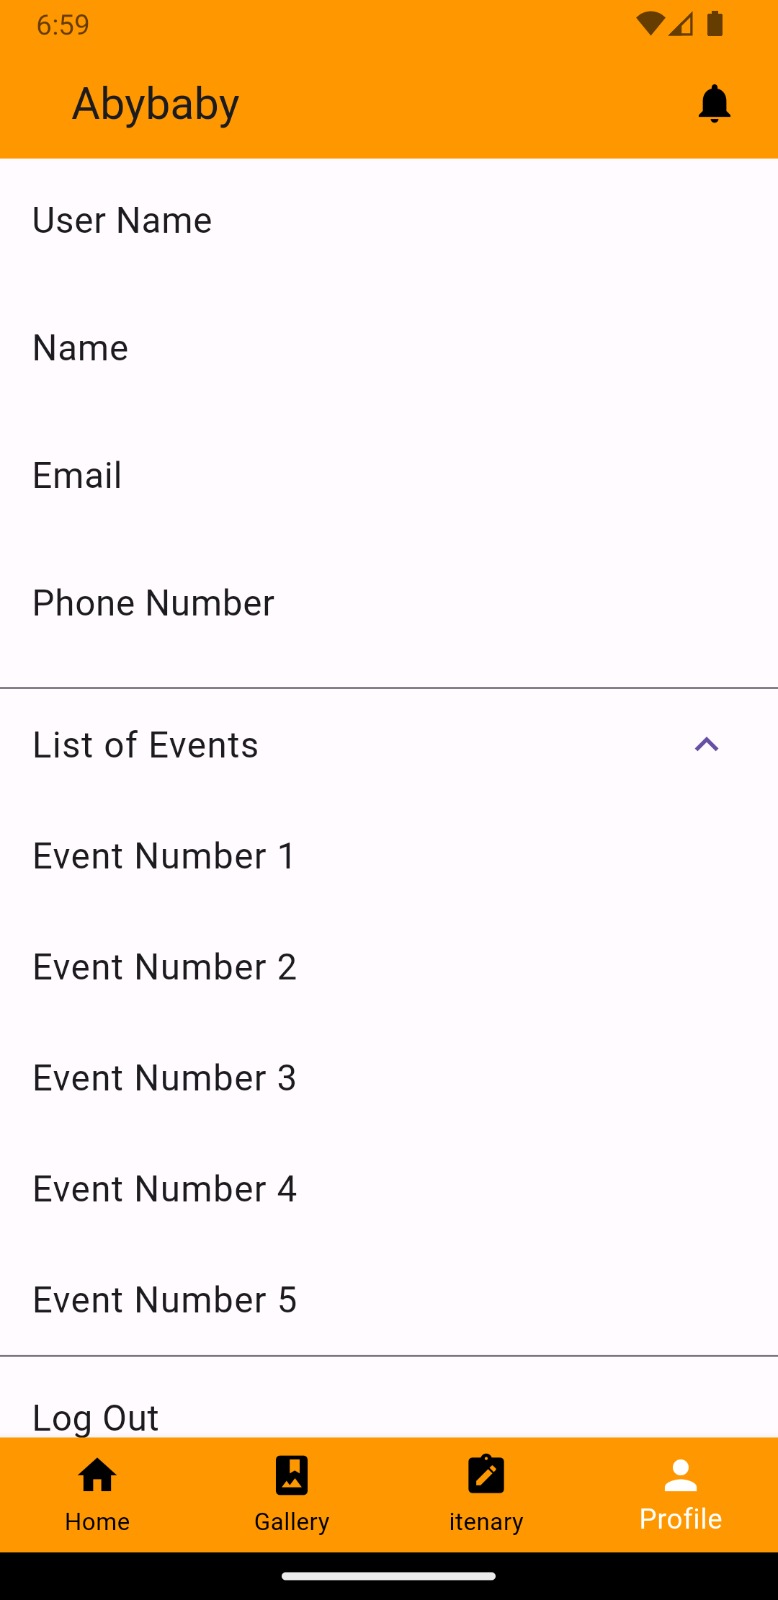 6:59
Abybaby
User Name
Name
Email
Phone Number
List of Events
Event Number 1
Event Number 2
Event Number 3
Event Number 4
Event Number 5
Log Out
Home Gallery itenary Profile